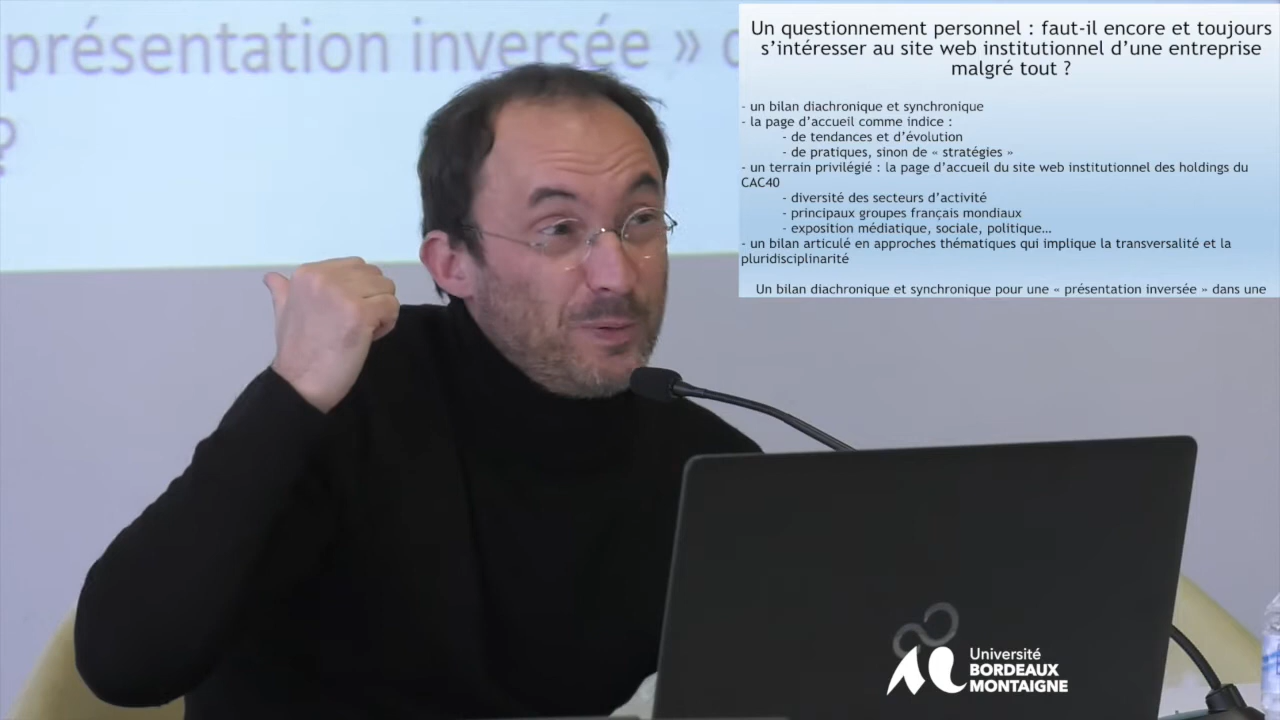 présentation inversée » 
?
Un questionnement personnel : faut-il encore et toujours
s’intéresser au site web institutionnel d’une entreprise
malgré tout ?
- un bilan diachronique et synchronique
- la page d’accueil comme indice :
- de tendances et d’évolution
- de pratiques, sinon de « stratégies »
- un terrain privilégié : la page d’accueil du site web institutionnel des holdings du
CAC40
- diversité des secteurs d’activité
- principaux groupes français mondiaux
- exposition médiatique, sociale, politique…
- un bilan articulé en approches thématiques qui implique la transversalité et la
pluridisciplinarité
Un bilan diachronique et synchronique pour une « présentation inversée » dans une
Université
BORDEAUX
MONTAIGNE